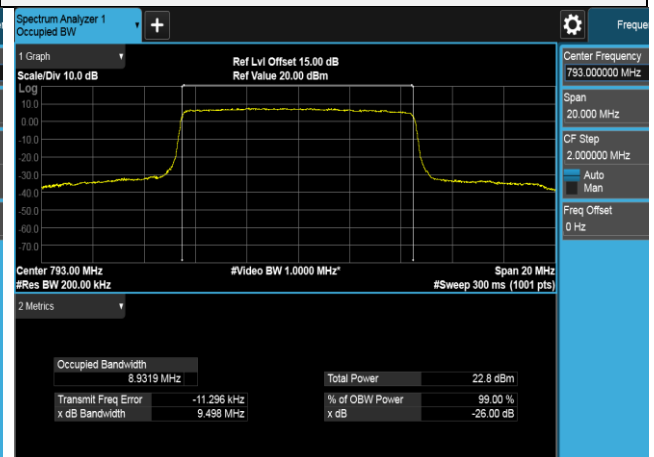 Spectrum Analyzer 1
Occupied BW
+
Freque
1 Graph
Scale/Div 10.0 dB
Ref Lvl Offset 15.00 dB
Ref Value 20.00 dBm
Log
10.0
0.00
-10.0
-20.0
-30.0
-40.0
-50.0
-60.0
-70.0
Center 793.00 MHz
#Video BW 1.0000 MHz*
Span 20 MHz
#Res BW 200.00 kHz
#Sweep 300 ms (1001 pts)
2 Metrics
Occupied Bandwidth
8.9319 MHz
Total Power 22.8 dBm
Transmit Freq Error -11.296 kHz
% of OBW Power 99.00 %
x dB Bandwidth 9.498 MHz
x dB -26.00 dB
Center Frequency
793.000000 MHz
Span
20.000 MHz
CF Step
2.000000 MHz
Auto
Man
Freq Offset
0 Hz